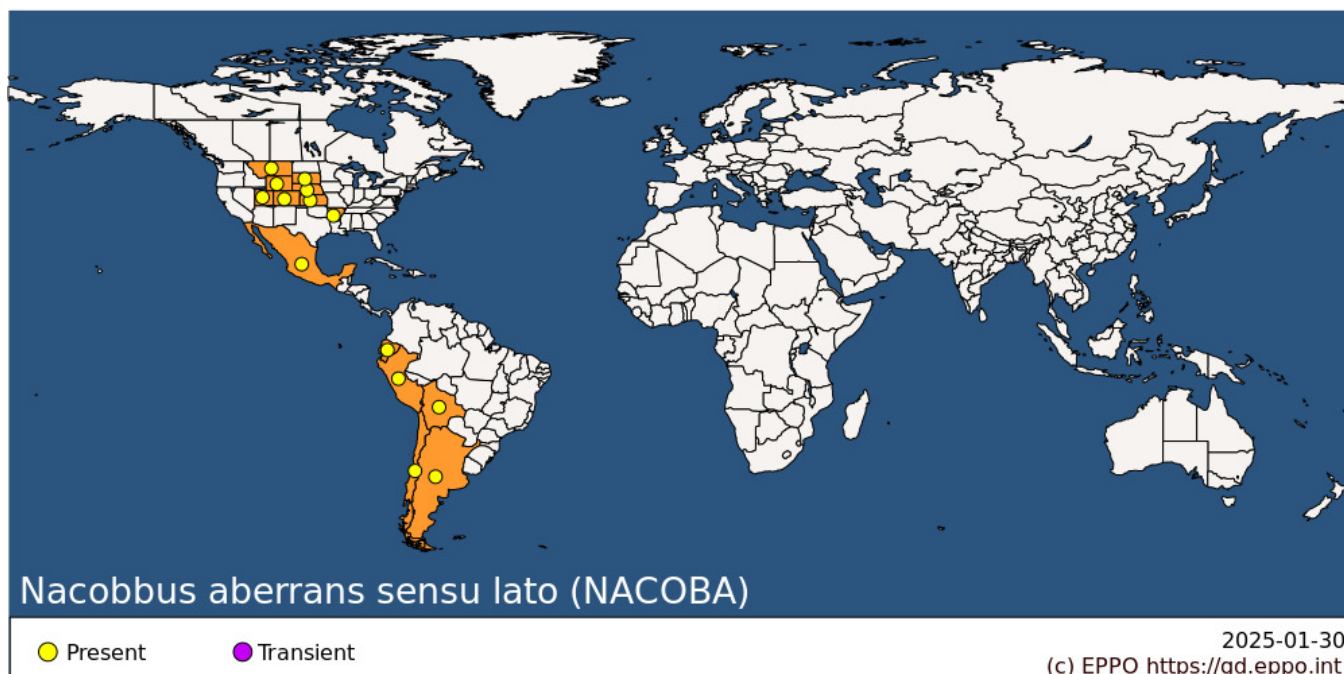 Nacobbus aberrans sensu lato (NACOBA)
Present
Transient
2025-01-30
(c) EPPO https://gd.eppo.int